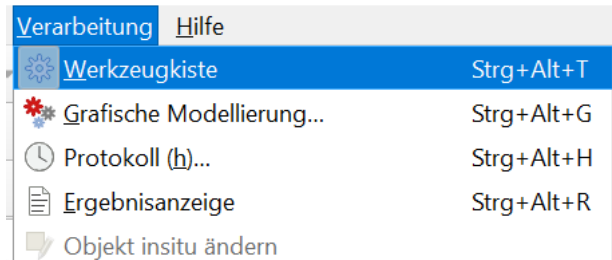 Verarbeitung Hilfe
Werkzeugkiste Strg+Alt+T
Grafische Modellierung... Strg+Alt+G
Protokoll (h)... Strg+Alt+H
Ergebnisanzeige Strg+Alt+R
Objekt insitu ändern